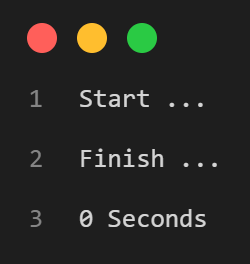 1 Start ...
2 Finish ...
3 0 Seconds